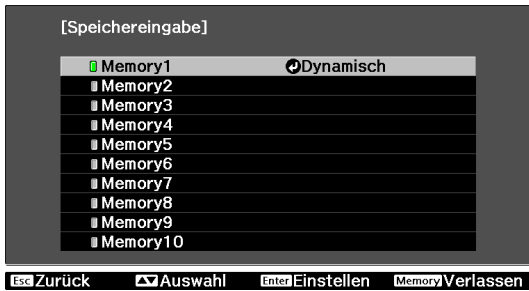 [Speichereingabe]
Memory1 Dynamisch
Memory2
Memory3
Memory4
Memory5
Memory6
Memory7
Memory8
Memory9
Memory10
Esc Zurück Auswahl Enter Einstellen Memory Verlassen